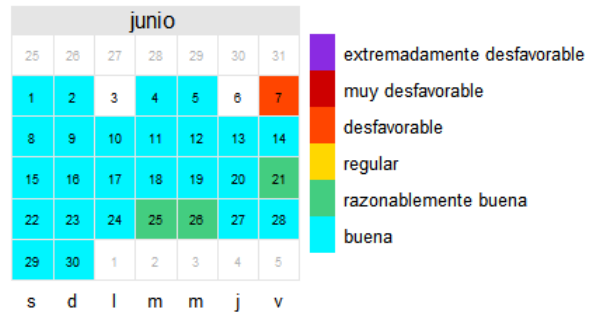 junio
25 26 27 28 29 30 31
1 2 3 4 5 6 7
8 9 10 11 12 13 14
15 16 17 18 19 20 21
22 23 24 25 26 27 28
29 30 1 2 3 4 5
s d l m m j v
extremadamente desfavorable
muy desfavorable
desfavorable
regular
razonablemente buena
buena